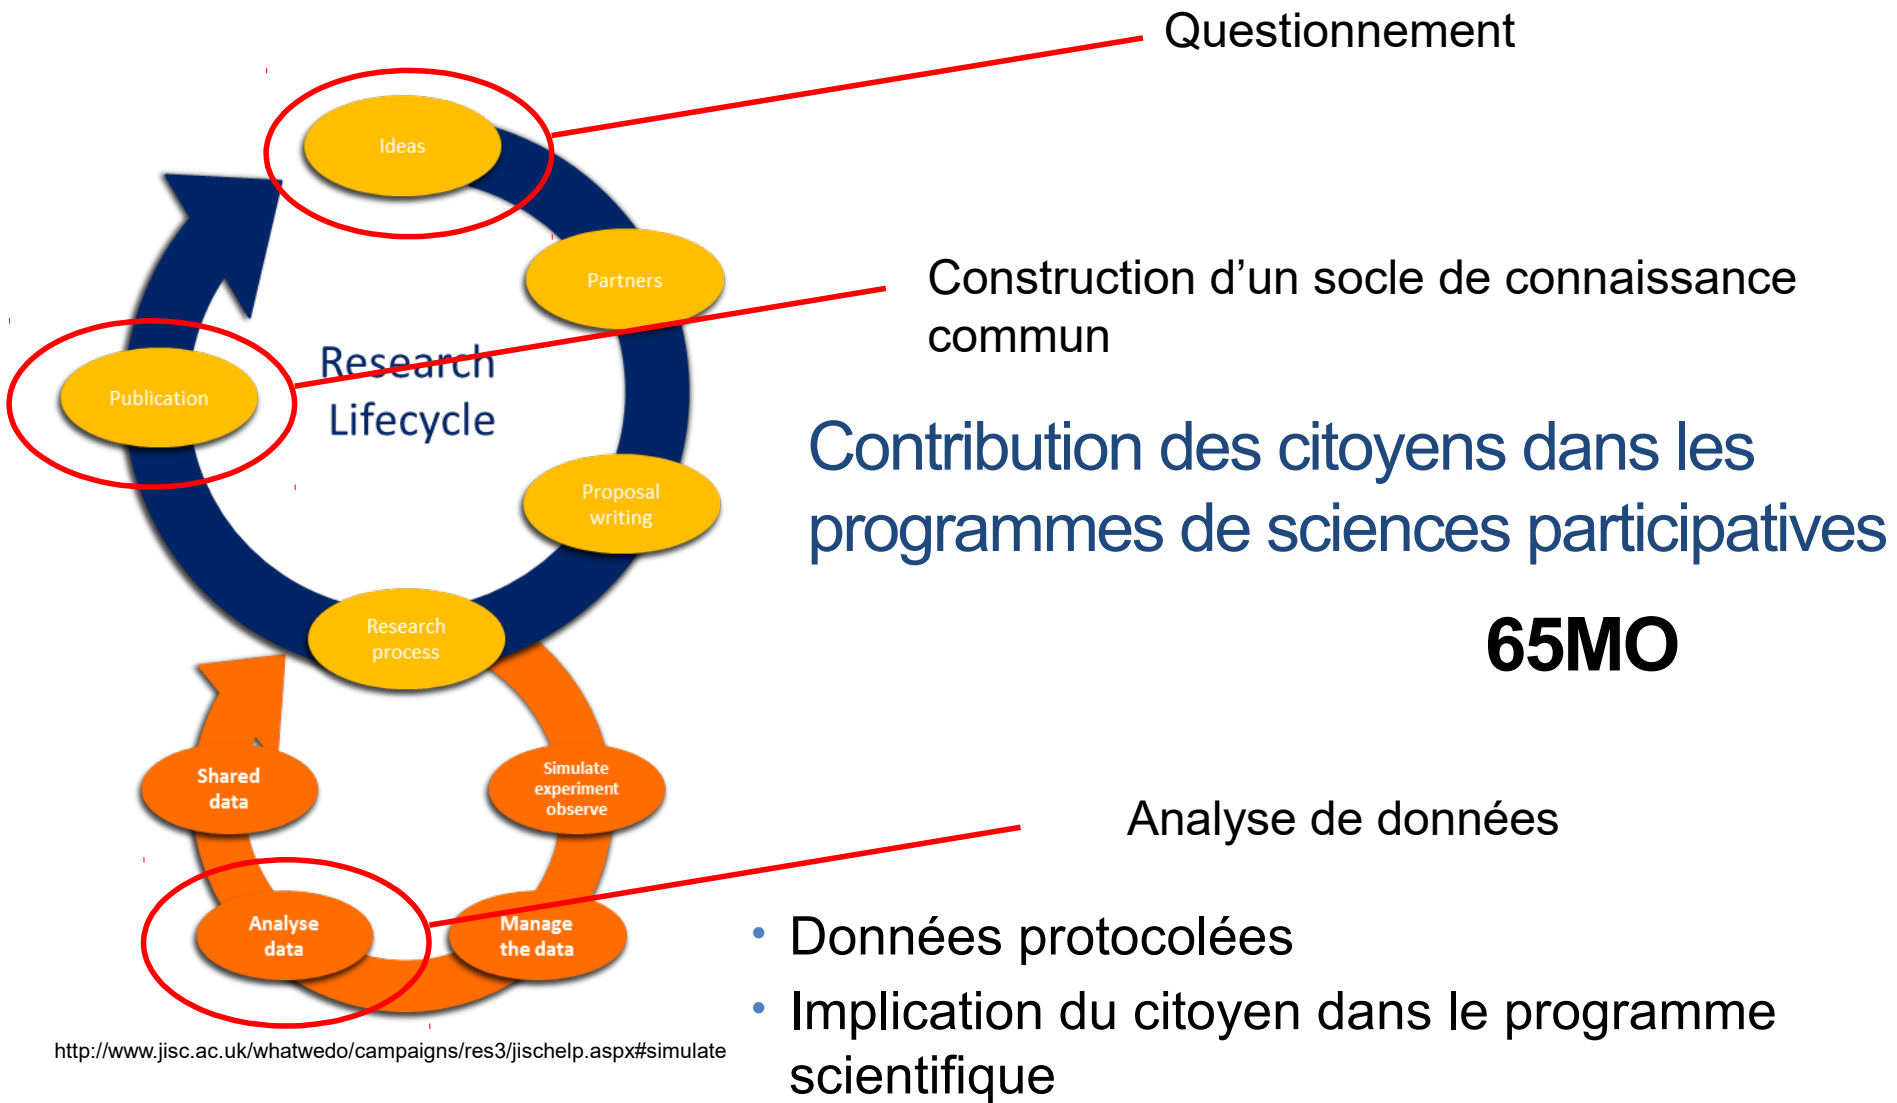 Questionnement
Ideas
Partners
Construction d’un socle de connaissance
commun
Research
Lifecycle
Publication
Contribution des citoyens dans les
programmes de sciences participatives
Proposal
writing
65MO
Research
process
Shared
data
Simulate
experiment
observe
Analyse de données
Analyse
data
Manage
the data
• Données protocolées
• Implication du citoyen dans le programme
scientifique
http://www.jisc.ac.uk/whatwedo/campaigns/res3/jischelp.aspx#simulate